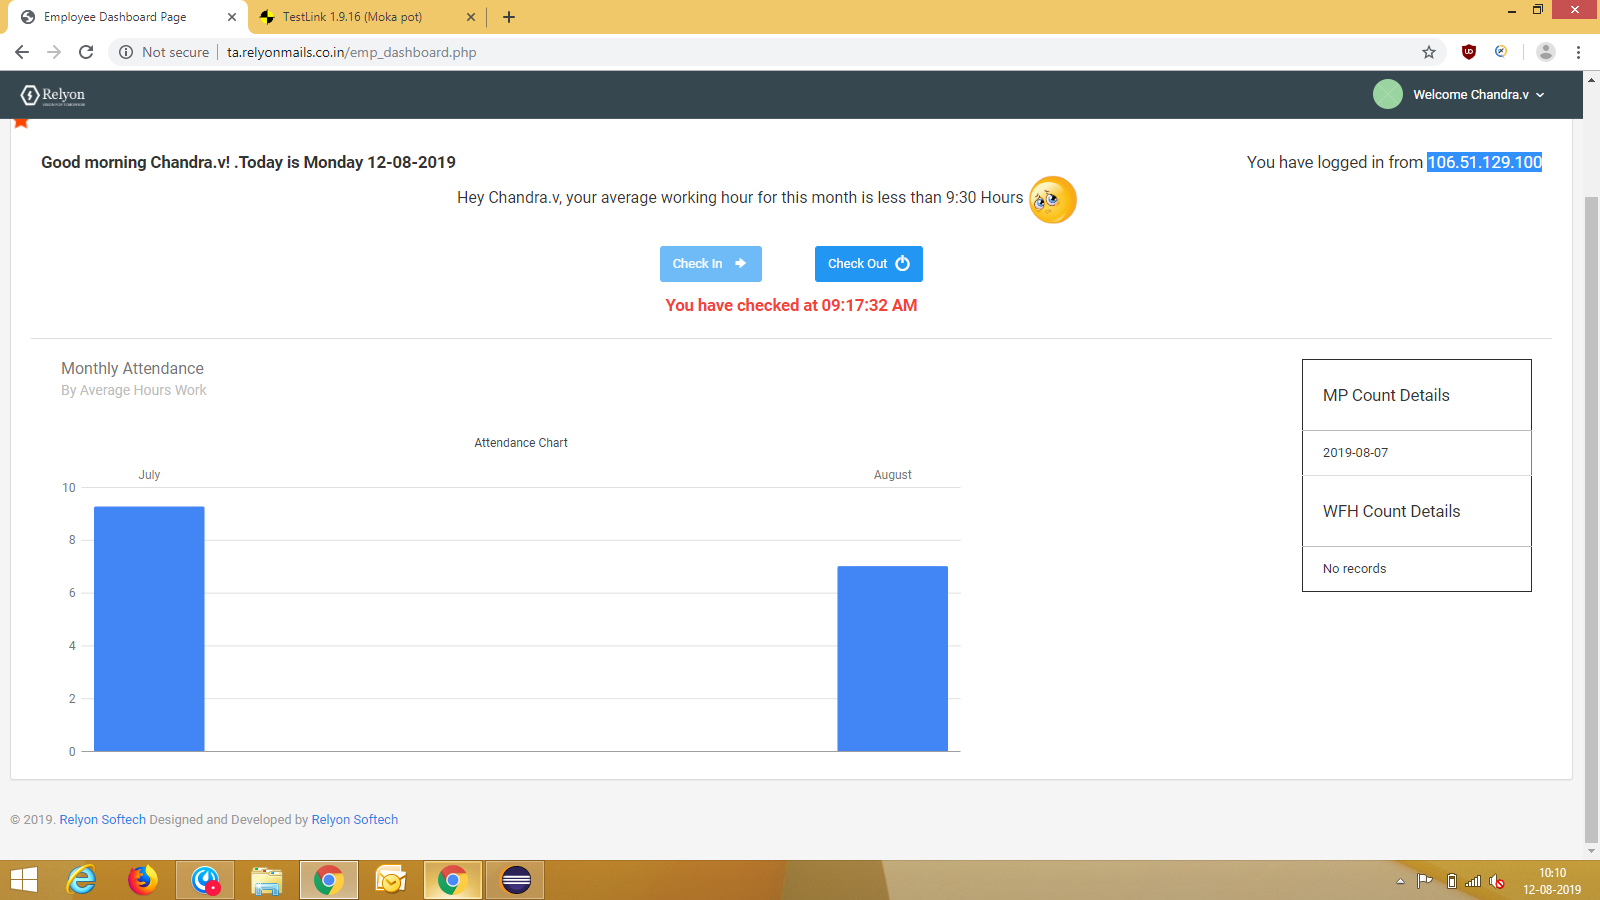 Employee Dashboard Page
TestLink 1.9.16 (Moka pot)
Not secure
ta.relyonmails.co.in/emp_dashboard.php
Relyon
Welcome Chandra.v
Good morning Chandra.v! .Today is Monday 12-08-2019
You have logged in from 106.51.129.100
Hey Chandra.v, your average working hour for this month is less than 9:30 Hours
Check In
Check Out
You have checked at 09:17:32 AM
Monthly Attendance
By Average Hours Work
Attendance Chart
July
August
10
8
6
4
2
0
MP Count Details
2019-08-07
WFH Count Details
No records
© 2019. Relyon Softech Designed and Developed by Relyon Softech
10:10
12-08-2019